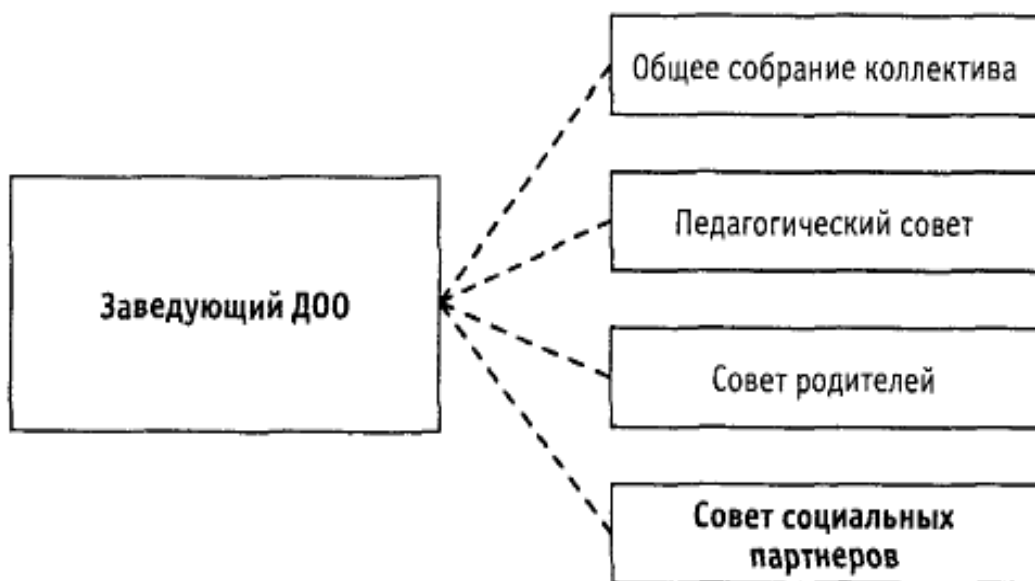 Общее собрание коллектива
Педагогический совет
Заведующий ДОО
Совет родителей
Совет социальных
партнеров